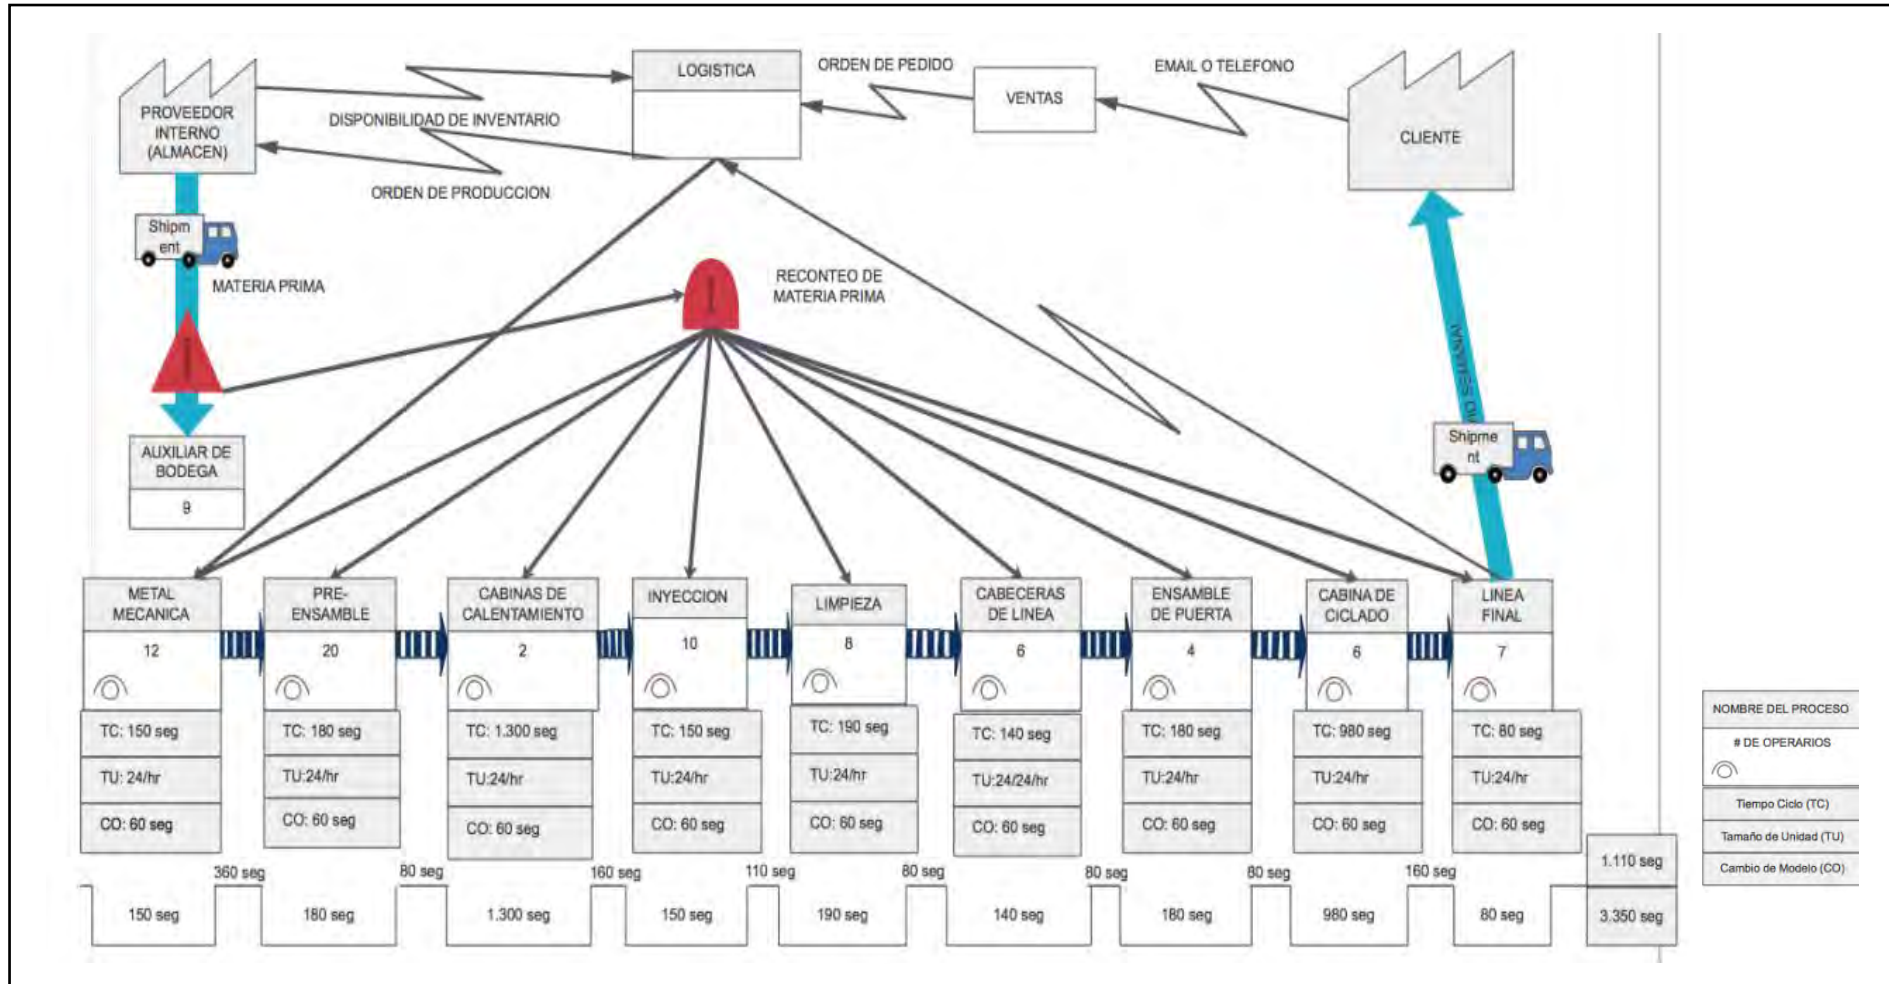 LOGISTICA
ORDEN DE PEDIDO
EMAIL O TELEFONO
VENTAS
PROVEEDOR
INTERNO
(ALMACEN)
DISPONIBILIDAD DE INVENTARIO
CLIENTE
ORDEN DE PRODUCCION
Shipm
ent
MATERIA PRIMA
RECONTEO DE
MATERIA PRIMA
Shipme
nt
AUXILIAR DE
BODEGA
9
METAL
MECANICA
12
TC: 150 seg
TU: 24/hr
CO: 60 seg
PRE-
ENSAMBLE
20
TC: 180 seg
TU:24/hr
CO: 60 seg
CABINAS DE
CALENTAMIENTO
2
TC: 1.300 seg
TU:24/hr
CO: 60 seg
INYECCION
10
TC: 150 seg
TU:24/hr
CO: 60 seg
LIMPIEZA
8
TC: 190 seg
TU:24/hr
CO: 60 seg
CABECERAS
DE LINEA
6
TC: 140 seg
TU:24/24/hr
CO: 60 seg
ENSAMBLE
DE PUERTA
4
TC: 180 seg
TU:24/hr
CO: 60 seg
CABINA DE
CICLADO
6
TC: 980 seg
TU:24/hr
CO: 60 seg
LINEA
FINAL
7
TC: 80 seg
TU:24/hr
CO: 60 seg
NOMBRE DEL PROCESO
# DE OPERARIOS
Tiempo Ciclo (TC)
Tamaño de Unidad (TU)
Cambio de Modelo (CO)
360 seg
80 seg
160 seg
110 seg
80 seg
80 seg
80 seg
160 seg
1.110 seg
150 seg
180 seg
1.300 seg
150 seg
190 seg
140 seg
180 seg
980 seg
80 seg
3.350 seg